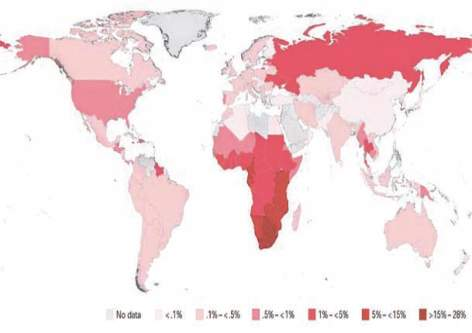 No data <.1% .1% – <.5% .5% – <1% 1% – <5% 5% – <15% >15% – 28%